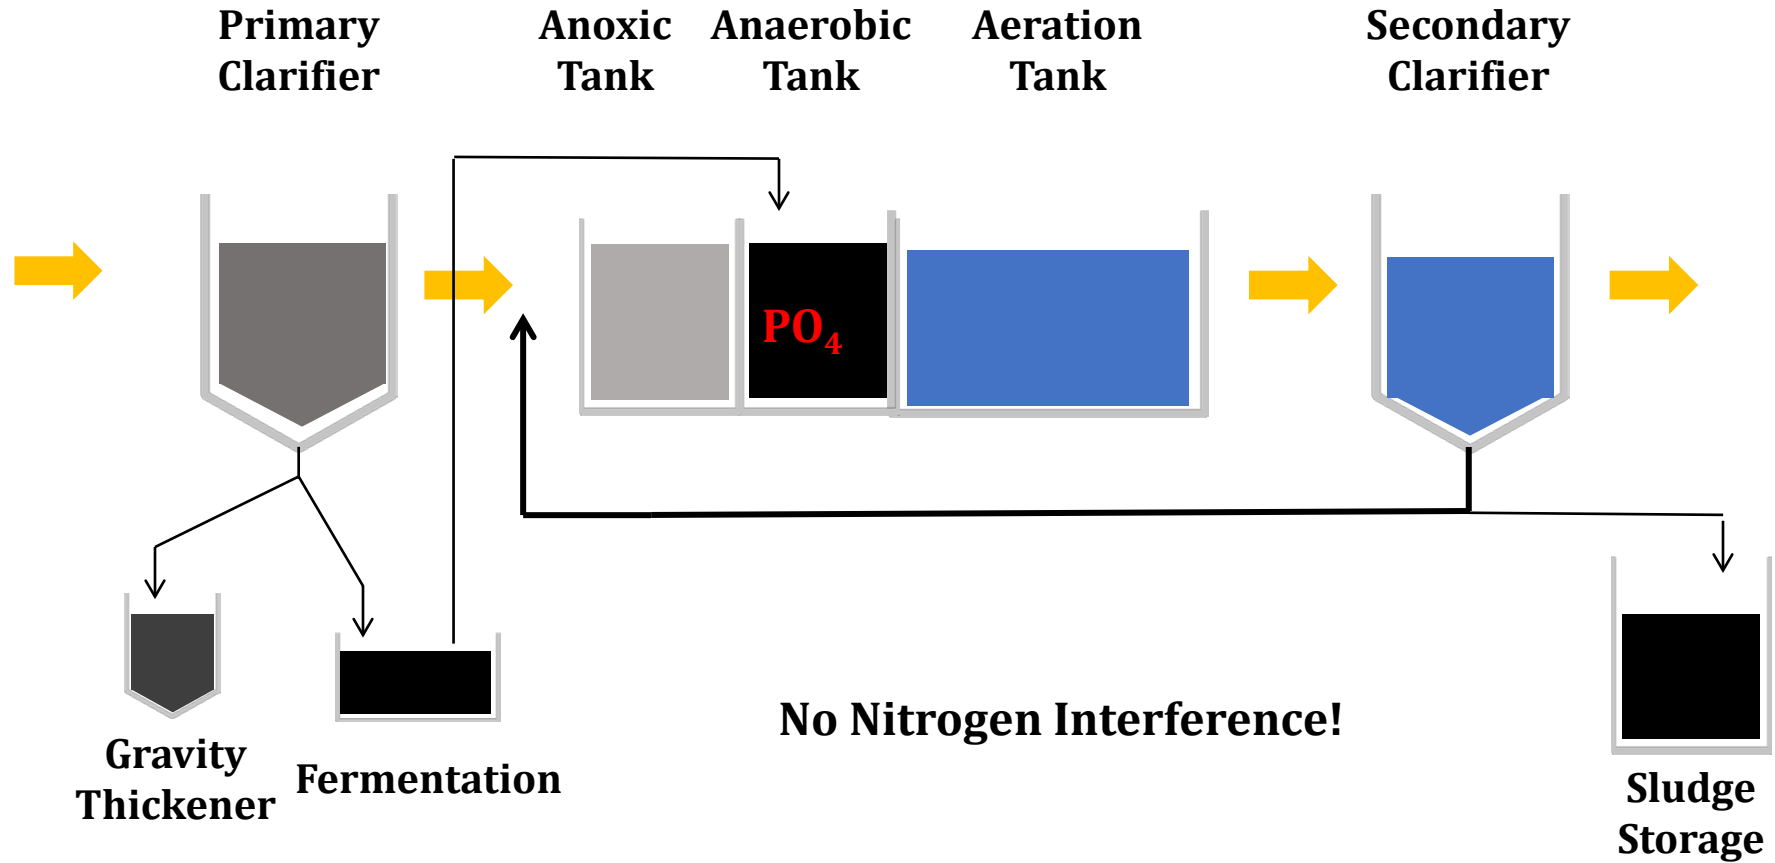 Primary
Clarifier
Anoxic
Tank
Anaerobic
Tank
Aeration
Tank
Secondary
Clarifier
PO₄
No Nitrogen Interference!
Gravity
Thickener
Fermentation
Sludge
Storage